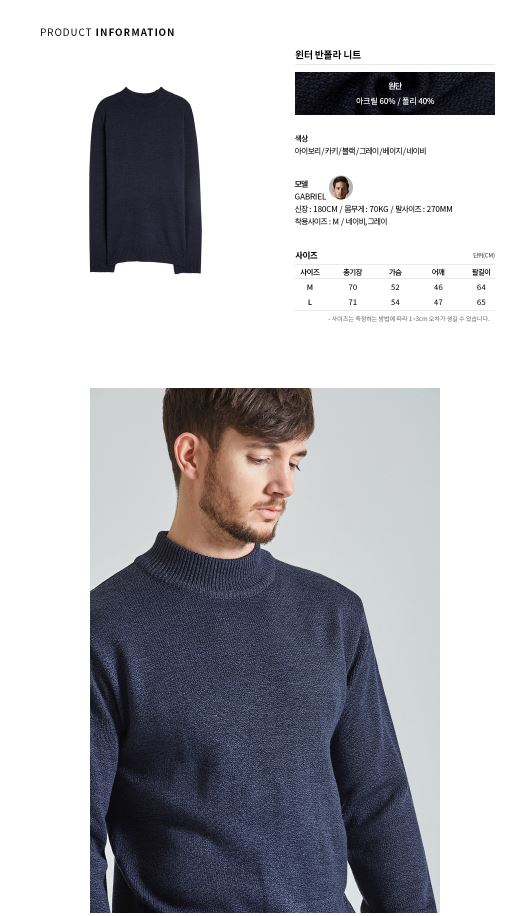 PRODUCT INFORMATION
윈터 반폴라 니트
원단
아크릴 60% / 폴리 40%
색상
아이보리/카키/블랙/그레이/베이지/네이비
모델
GABRIEL
신장 : 180CM / 몸무게 : 70KG / 발사이즈 : 270MM
착용사이즈 : M / 네이비,그레이
사이즈 단위(CM)
사이즈 총기장 가슴 어깨 팔길이
M 70 52 46 64
L 71 54 47 65
- 사이즈는 측정하는 방법에 따라 1~3cm 오차가 생길 수 있습니다.